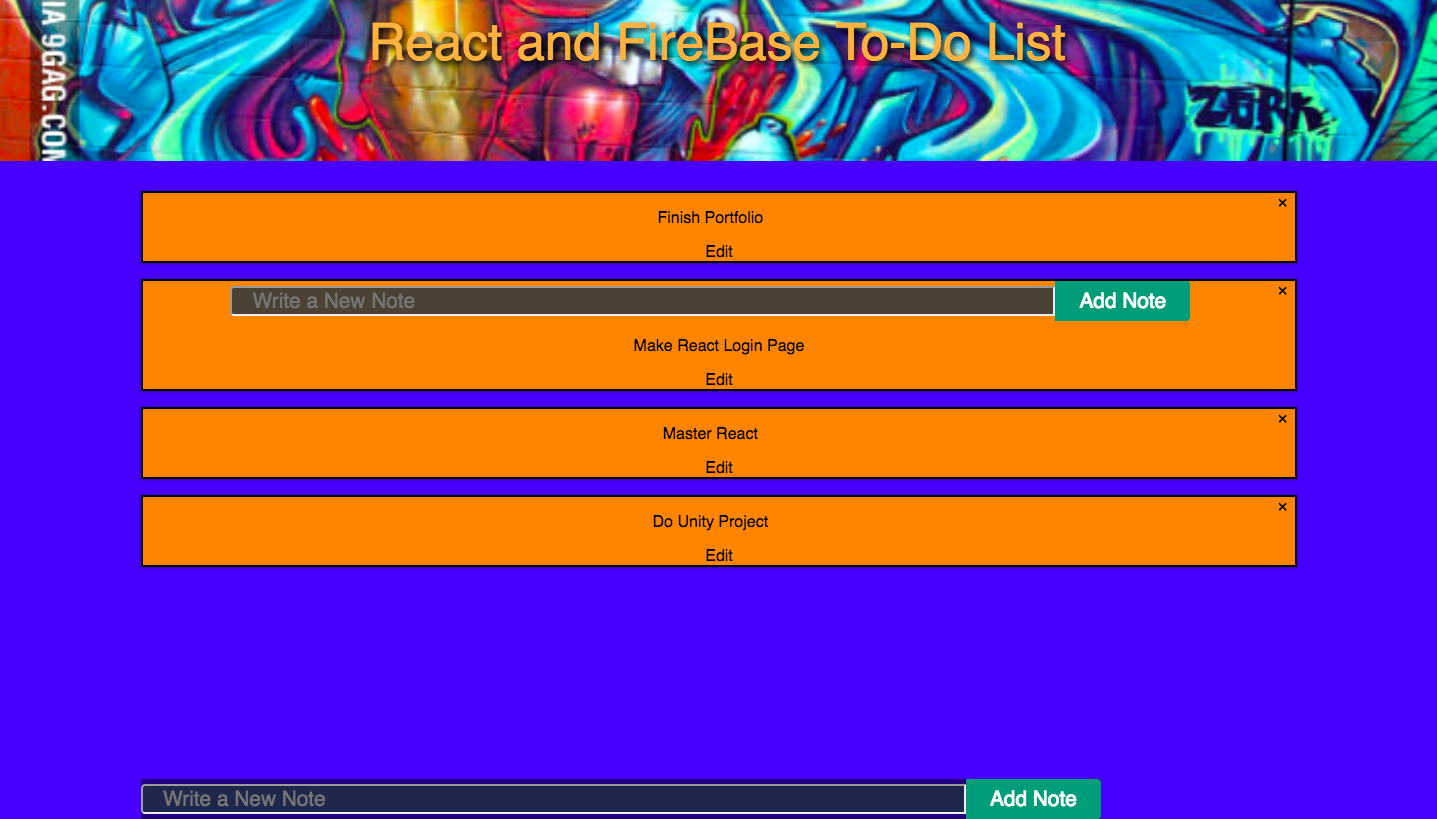 IA 9GAG.COM
React and FireBase To-Do List
ZORK
×
Finish Portfolio
Edit
Write a New Note
Add Note
×
Make React Login Page
Edit
×
Master React
Edit
×
Do Unity Project
Edit
Write a New Note
Add Note